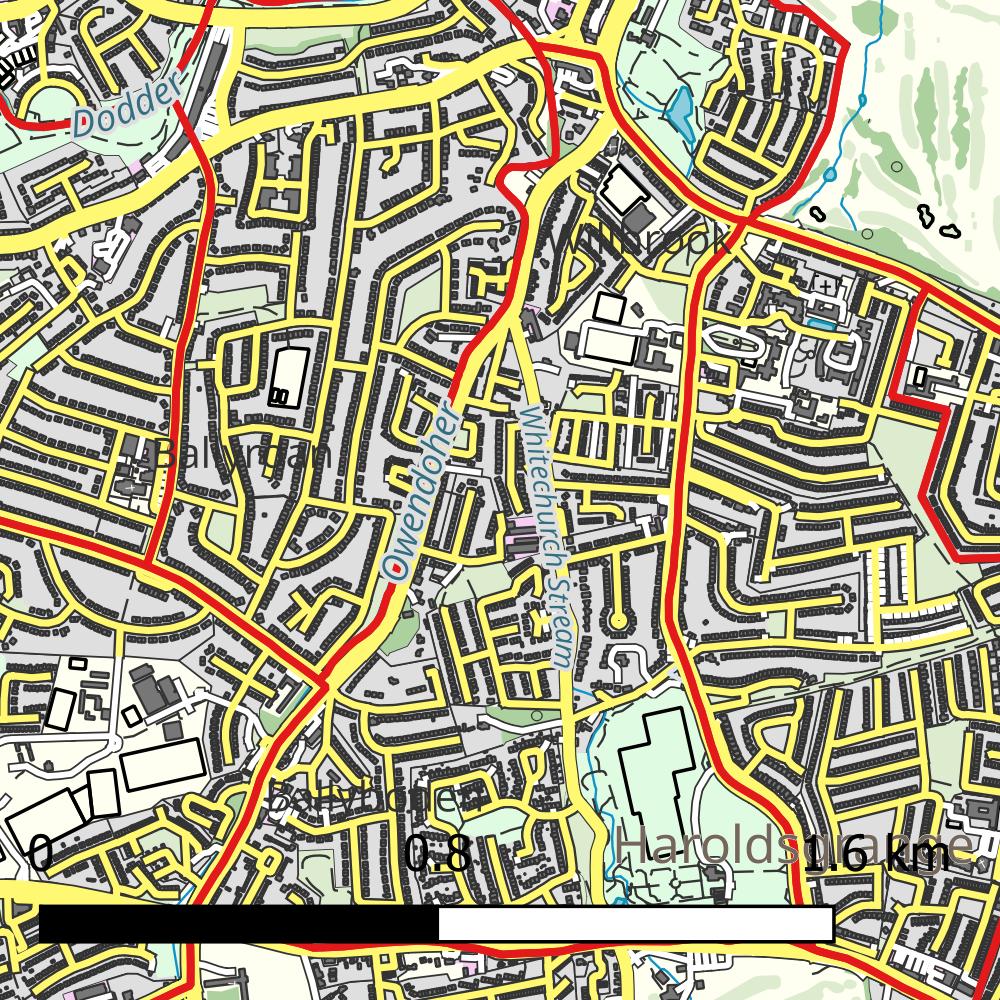 Dodder
Willbrook
Ballyroan
Owendoher
Whitechurch Stream
Ballyboden
Haroldsgrange
0
0.8
1.6 km